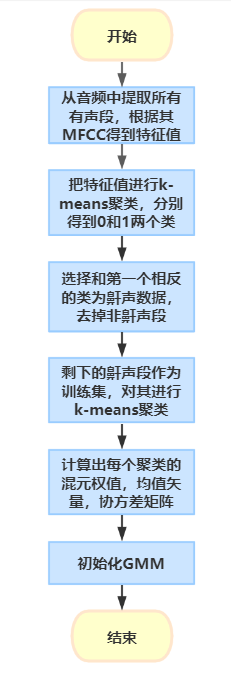 开始
从音频中提取所有
有声段，根据其
MFCC得到特征值
把特征值进行k-
means聚类，分别
得到0和1两个类
选择和第一个相反
的类为鼾声数据，
去掉非鼾声段
剩下的鼾声段作为
训练集，对其进行
k-means聚类
计算出每个聚类的
混元权值，均值矢
量，协方差矩阵
初始化GMM
结束